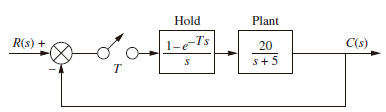 Hold Plant
R(s) + 1-e^-Ts 20 C(s)
s s+5
−
T